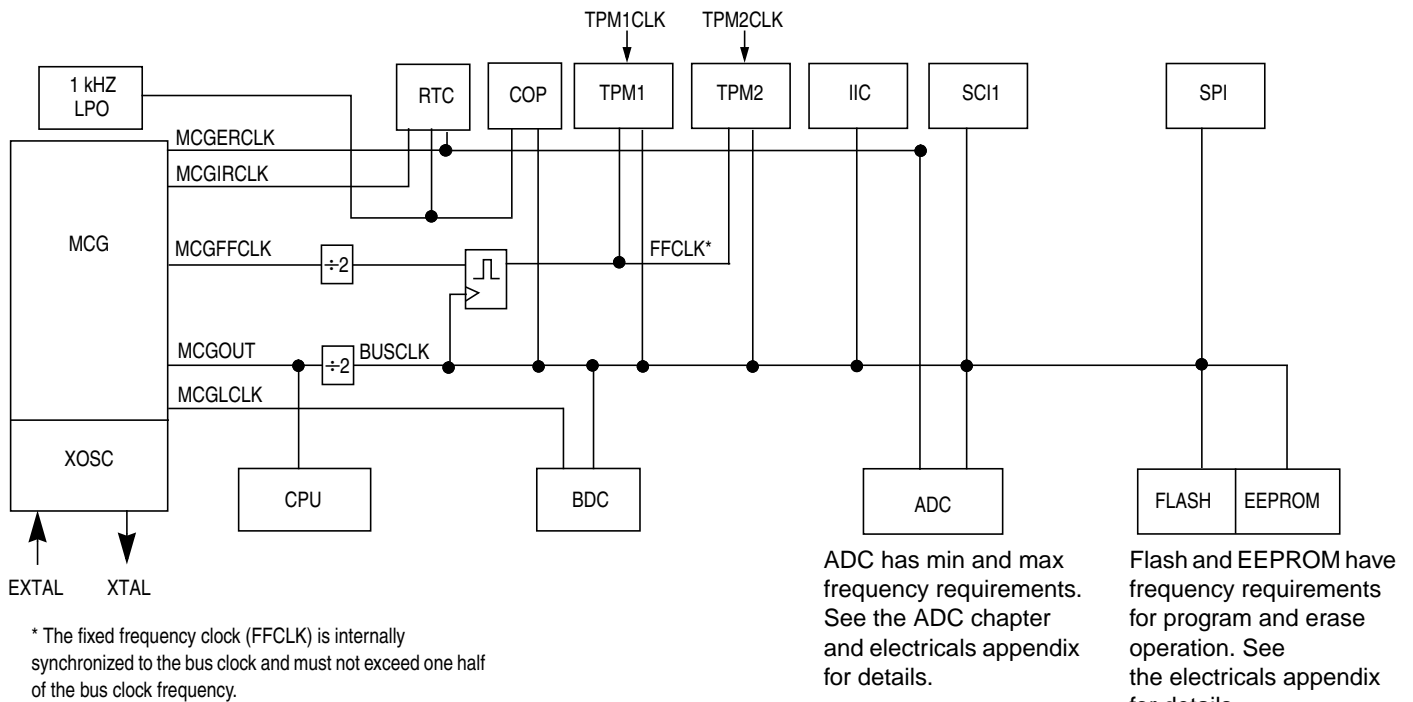 TPM1CLK TPM2CLK
1 kHZ
LPO
RTC COP TPM1 TPM2 IIC SCI1 SPI
MCGERCLK
MCGIRCLK
MCG
MCGFFCLK ÷2 FFCLK*
MCGOUT ÷2 BUSCLK
MCGLCLK
XOSC
CPU BDC ADC FLASH EEPROM
EXTAL XTAL
* The fixed frequency clock (FFCLK) is internally
synchronized to the bus clock and must not exceed one half
of the bus clock frequency.
ADC has min and max
frequency requirements.
See the ADC chapter
and electricals appendix
for details.
Flash and EEPROM have
frequency requirements
for program and erase
operation. See
the electricals appendix
for details